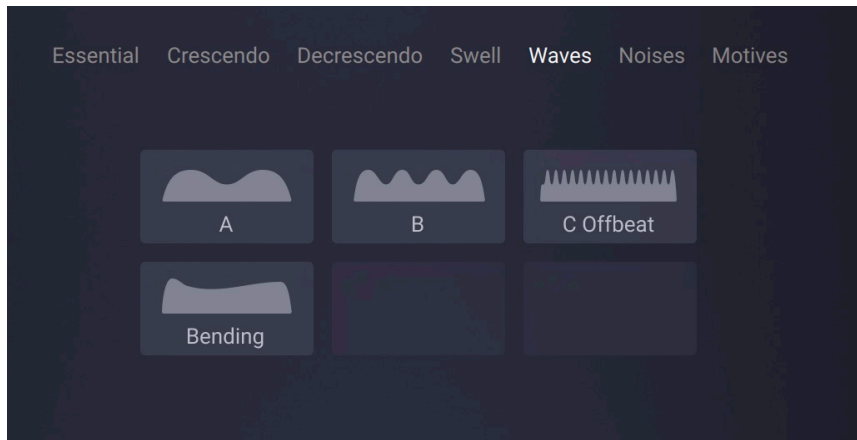 Essential Crescendo Decrescendo Swell Waves Noises Motives
A B C Offbeat
Bending